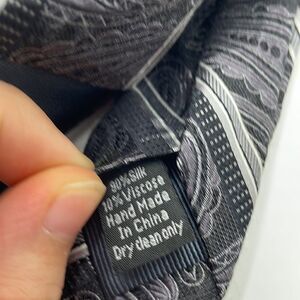 90%Silk
10%Viscose
Hand Made
In China
Dry clean only